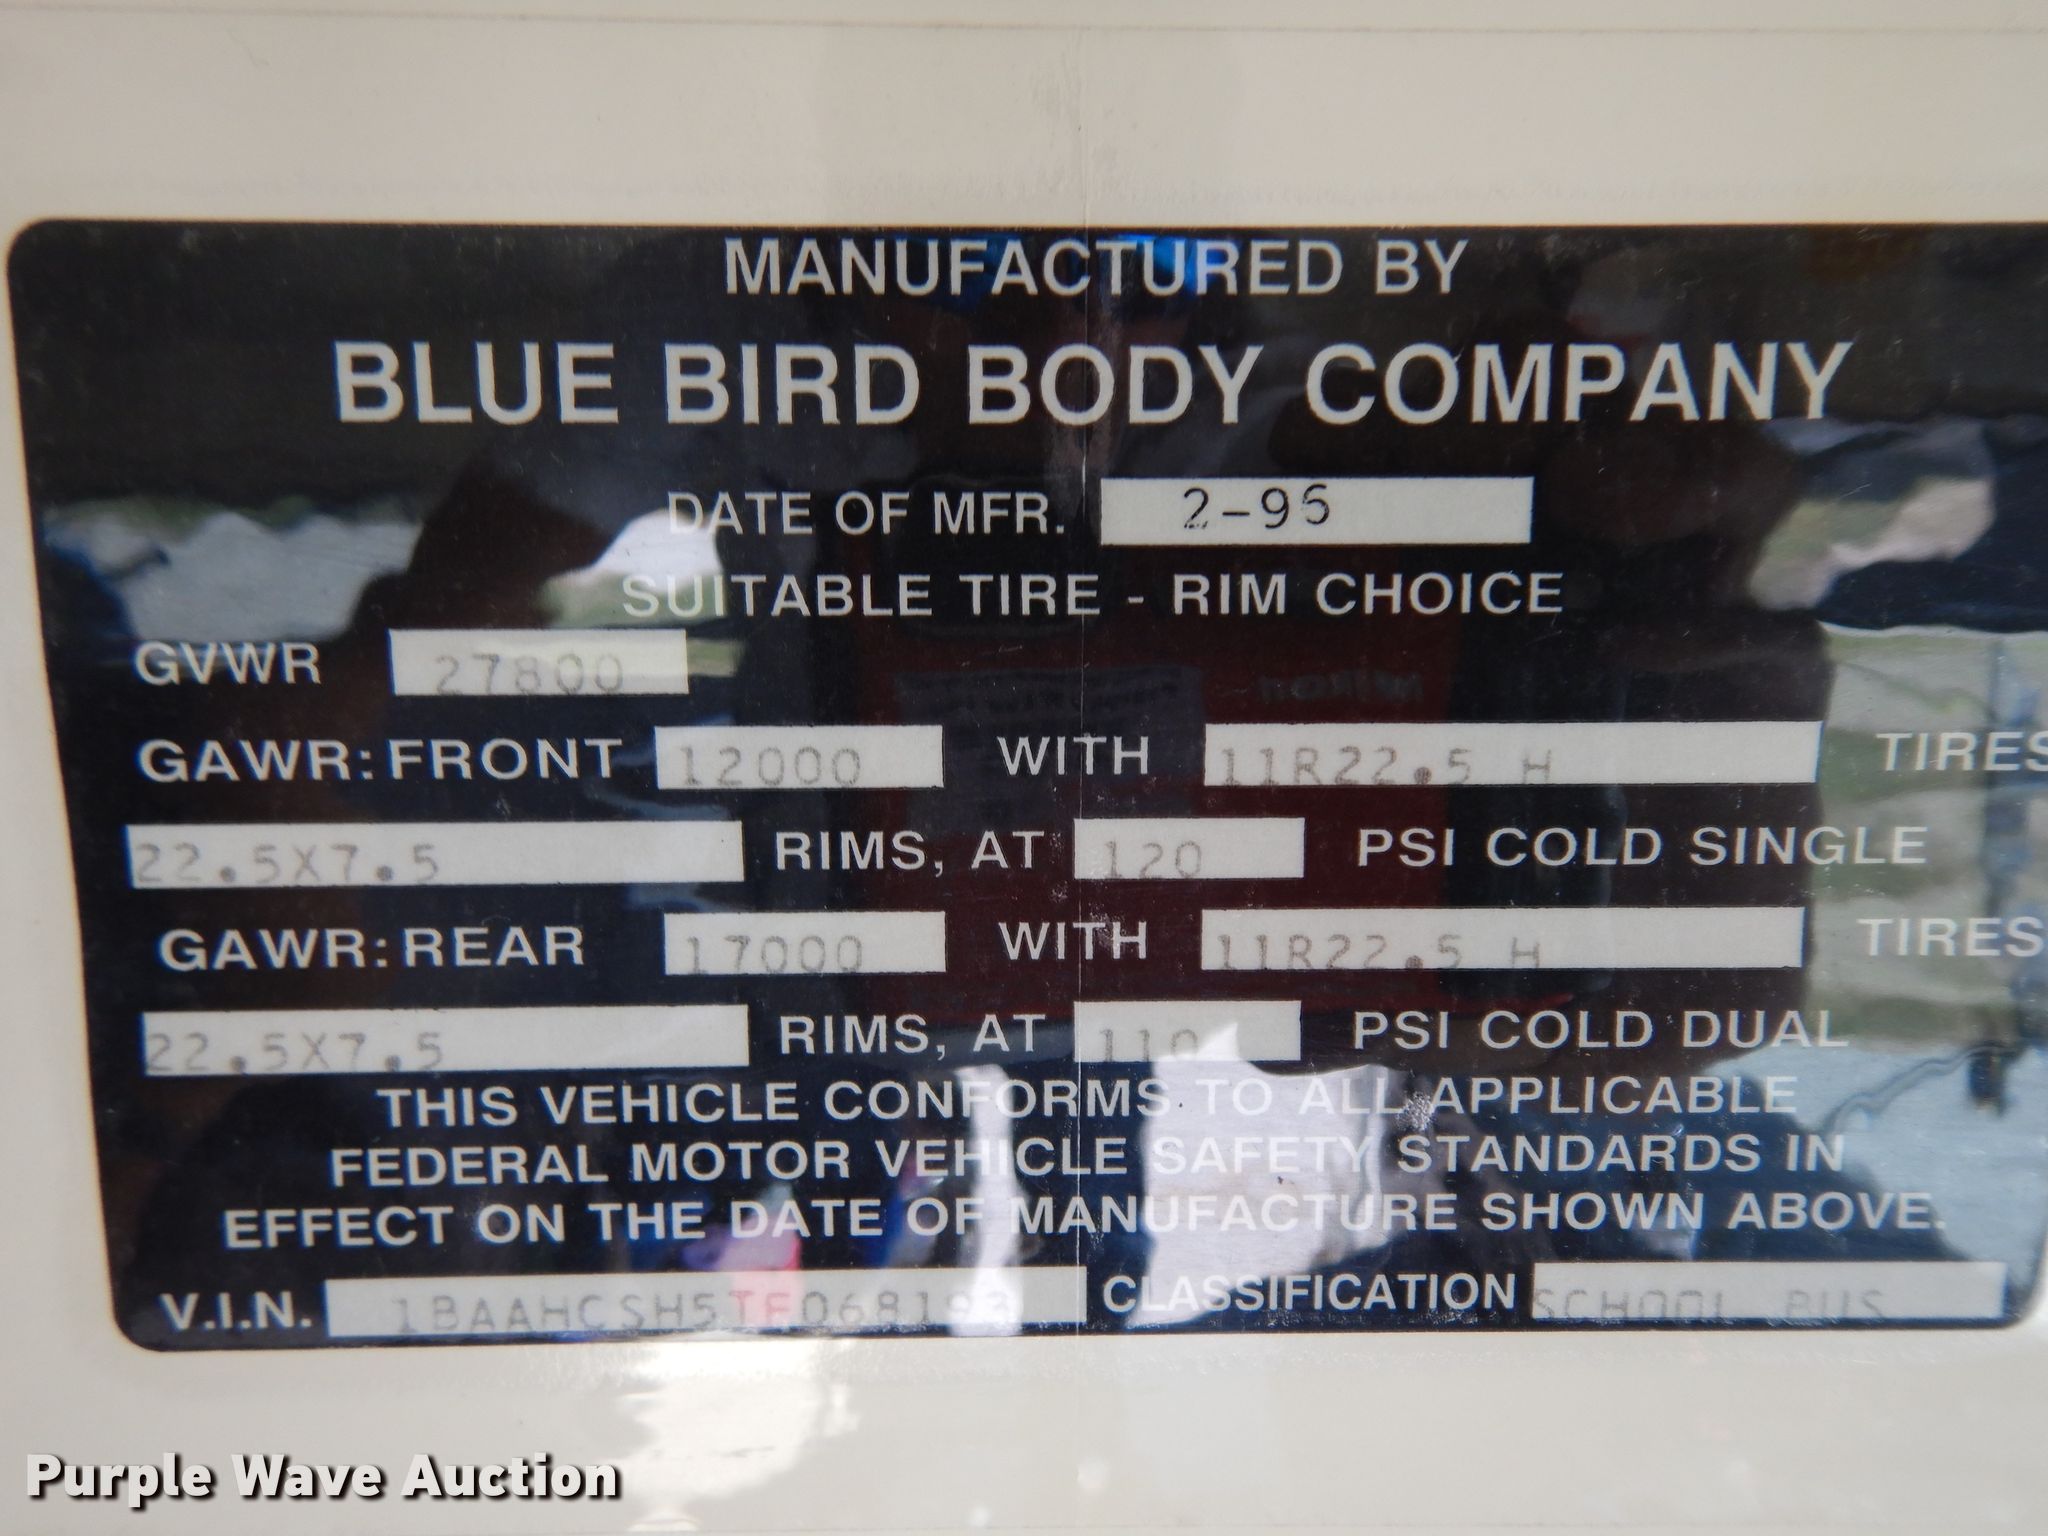 MANUFACTURED BY
BLUE BIRD BODY COMPANY
DATE OF MFR. 2-96
SUITABLE TIRE - RIM CHOICE
GVWR 27800
GAWR: FRONT 12000 WITH 11R22.5 H TIRES
22.5X7.5 RIMS, AT 120 PSI COLD SINGLE
GAWR: REAR 17000 WITH 11R22.5 H TIRES
22.5X7.5 RIMS, AT 110 PSI COLD DUAL
THIS VEHICLE CONFORMS TO ALL APPLICABLE
FEDERAL MOTOR VEHICLE SAFETY STANDARDS IN
EFFECT ON THE DATE OF MANUFACTURE SHOWN ABOVE.
V.I.N. 1BAAHCSH5TF068193 CLASSIFICATION SCHOOL BUS
Purple Wave Auction